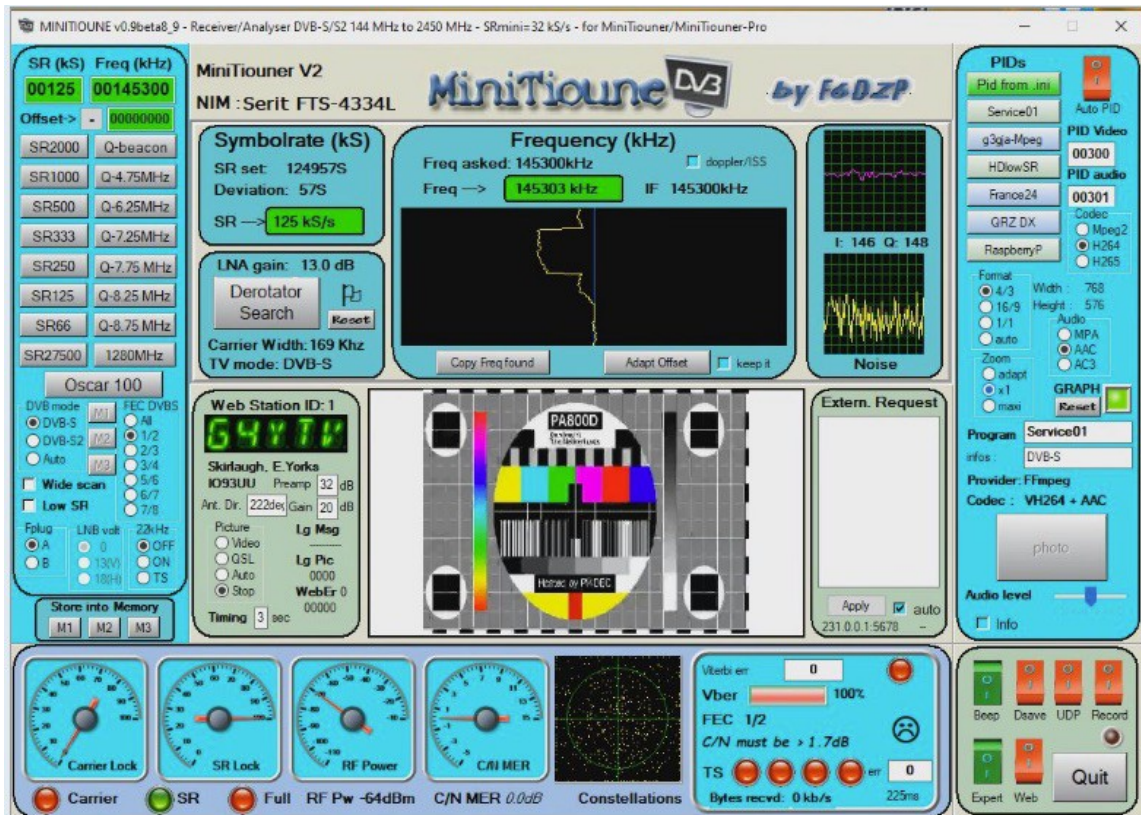 MINITIOUNE v0.9beta8_9 - Receiver/Analyser DVB-S/S2 144 MHz to 2450 MHz - SRmini=32 kS/s - for MiniTiouner/MiniTiouner-Pro
SR (kS) Freq (kHz)
00125 00145300
Offset-> - 00000000
SR2000 Q-beacon
SR1000 Q-4.75MHz
SR500 Q-6.25MHz
SR333 Q-7.25MHz
SR250 Q-7.75 MHz
SR125 Q-8.25 MHz
SR66 Q-8.75 MHz
SR27500 1280MHz
Oscar 100
DVB mode FEC DVBS
DVB-S M1 All
DVB-S2 M2 1/2
Auto M3 2/3
3/4
Wide scan 5/6
Low SR 6/7
7/8
Fplug LNB volt 22kHz
A 0 OFF
B 13(V) ON
18(H) TS
Store into Memory
M1 M2 M3
MiniTiouner V2
NIM : Serit FTS-4334L
MiniTioune DVB by F6DZP
Symbolrate (kS)
SR set: 124957S
Deviation: 57S
SR ---> 125 kS/s
LNA gain: 13.0 dB
Derotator Search
Reset
Carrier Width:169 Khz
TV mode: DVB-S
Frequency (kHz)
Freq asked: 145300kHz doppler/ISS
Freq ---> 145303 kHz IF 145300kHz
Copy Freq found Adapt Offset keep it
I: 146 Q: 148
Noise
Web Station ID: 1
G4YTV
Skirlaugh, E.Yorks
IO93UU Preamp 32 dB
Ant. Dir. 222deg Gain 20 dB
Picture Lg Msg
Video --------
QSL Lg Pic
Auto 0000
Stop WebEr 0
00000
Timing 3 sec
PA800D
The Netherlands
Hosted by PI6DEC
Extern. Request
Apply auto
231.0.0.1:5678 --
PIDs
Pid from .ini
Auto PID
Service01
g3gja-Mpeg
HDlowSR
France24
GRZ DX
RaspberryP
PID Video
00300
PID audio
00301
Codec
Mpeg2
H264
H265
Format
4/3 Width : 768
16/9 Height : 576
1/1
auto
Audio
MPA
AAC
AC3
Zoom
adapt
x1
maxi
GRAPH
Reset
Program Service01
infos : DVB-S
Provider: FFmpeg
Codec : VH264 + AAC
photo
Audio level
Info
Carrier Lock
SR Lock
RF Power
C/N MER
Carrier SR Full RF Pw -64dBm C/N MER 0.0dB Constellations
Viterbi err 0
Vber 100%
FEC 1/2
C/N must be > 1.7dB
TS err 0
Bytes recvd: 0 kb/s 225ms
Beep Dsave UDP Record
Expert Web
Quit